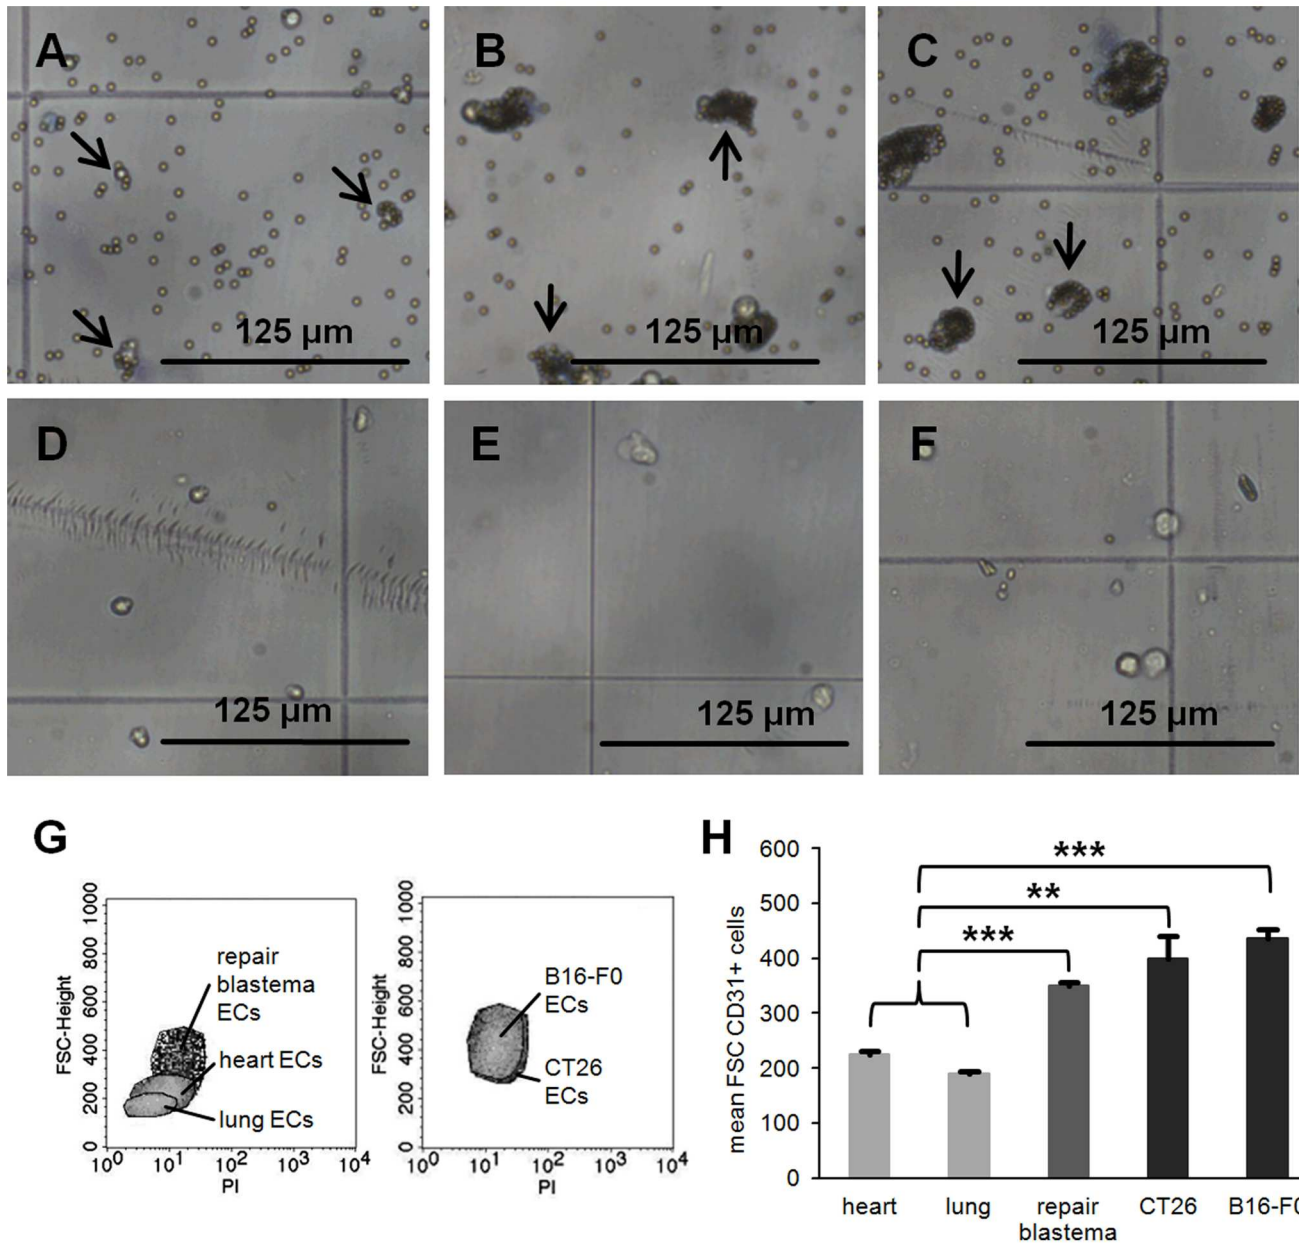 A
B
C
125 µm
125 µm
125 µm
D
E
F
125 µm
125 µm
125 µm
G
FSC-Height
0 200 400 600 800 1000
repair
blastema
ECs
heart ECs
lung ECs
10⁰ 10¹ 10² 10³ 10⁴
PI
FSC-Height
0 200 400 600 800 1000
B16-F0
ECs
CT26
ECs
10⁰ 10¹ 10² 10³ 10⁴
PI
H
mean FSC CD31+ cells
600
500
400
300
200
100
0
***
**
***
heart
lung
repair
blastema
CT26
B16-F0